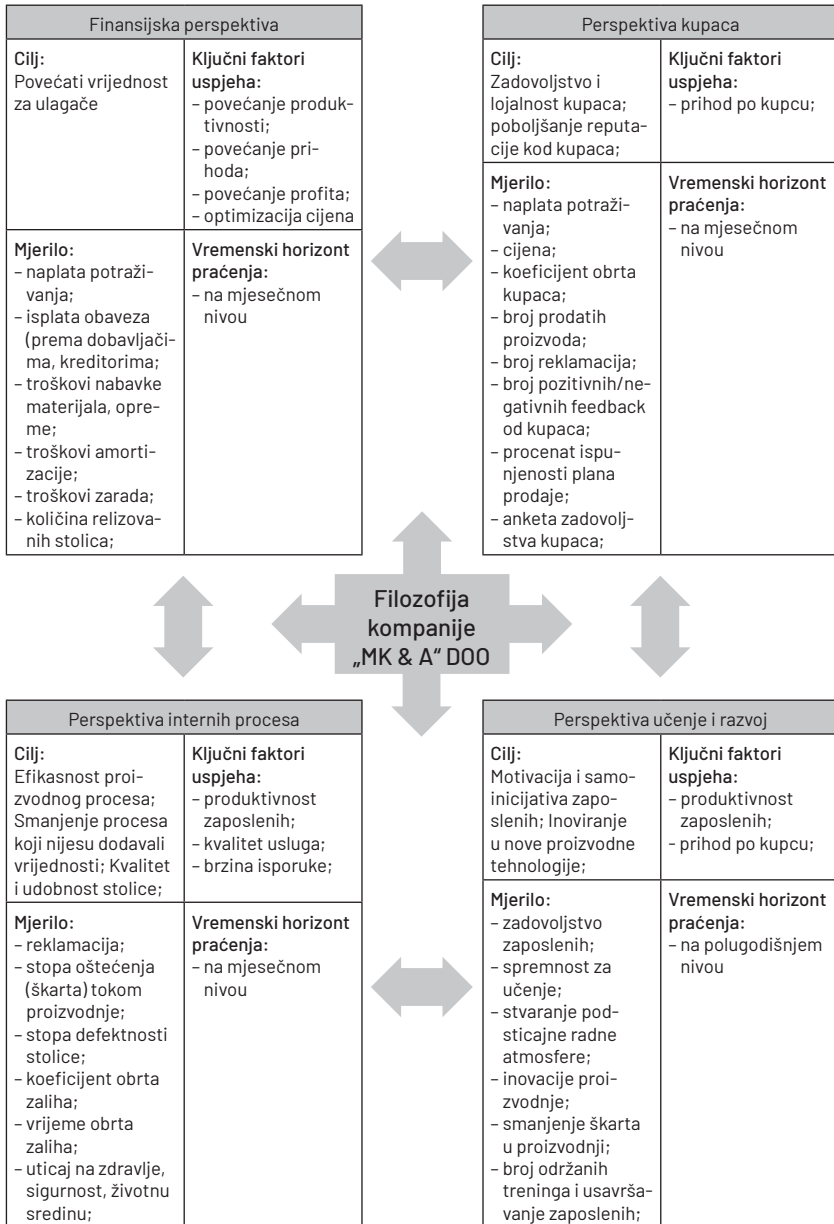 Finansijska perspektiva
Cilj:
Povećati vrijednost
za ulagače
Ključni faktori
uspjeha:
– povećanje produk-
tivnosti;
– povećanje pri-
hoda;
– povećanje profita;
– optimizacija cijena
Mjerilo:
– naplata potraži-
vanja;
– isplata obaveza
(prema dobavljači-
ma, kreditorima;
– troškovi nabavke
materijala, opre-
me;
– troškovi amorti-
zacije;
– troškovi zarada;
– količina relizova-
nih stolica;
Vremenski horizont
praćenja:
– na mjesečnom
nivou
Perspektiva kupaca
Cilj:
Zadovoljstvo i
lojalnost kupaca;
poboljšanje reputa-
cije kod kupaca;
Ključni faktori
uspjeha:
– prihod po kupcu;
Mjerilo:
– naplata potraži-
vanja;
– cijena;
– koeficijent obrta
kupaca;
– broj prodatih
proizvoda;
– broj reklamacija;
– broj pozitivnih/ne-
gativnih feedback
od kupaca;
– procenat ispu-
njenosti plana
prodaje;
– anketa zadovolj-
stva kupaca;
Vremenski horizont
praćenja:
– na mjesečnom
nivou
Filozofija
kompanije
„MK & A“ DOO
Perspektiva internih procesa
Cilj:
Efikasnost proi-
zvodnog procesa;
Smanjenje procesa
koji nijesu dodavali
vrijednosti; Kvalitet
i udobnost stolice;
Ključni faktori
uspjeha:
– produktivnost
zaposlenih;
– kvalitet usluga;
– brzina isporuke;
Mjerilo:
– reklamacija;
– stopa oštećenja
(škarta) tokom
proizvodnje;
– stopa defektnosti
stolice;
– koeficijent obrta
zaliha;
– vrijeme obrta
zaliha;
– uticaj na zdravlje,
sigurnost, životnu
sredinu;
Vremenski horizont
praćenja:
– na mjesečnom
nivou
Perspektiva učenje i razvoj
Cilj:
Motivacija i samo-
inicijativa zapo-
slenih; Inoviranje
u nove proizvodne
tehnologije;
Ključni faktori
uspjeha:
– produktivnost
zaposlenih;
- prihod po kupcu;
Mjerilo:
– zadovoljstvo
zaposlenih;
– spremnost za
učenje;
– stvaranje pod-
sticajne radne
atmosfere;
– inovacije proi-
zvodnje;
– smanjenje škarta
u proizvodnji;
– broj održanih
treninga i usavrša-
vanje zaposlenih;
Vremenski horizont
praćenja:
– na polugodišnjem
nivou